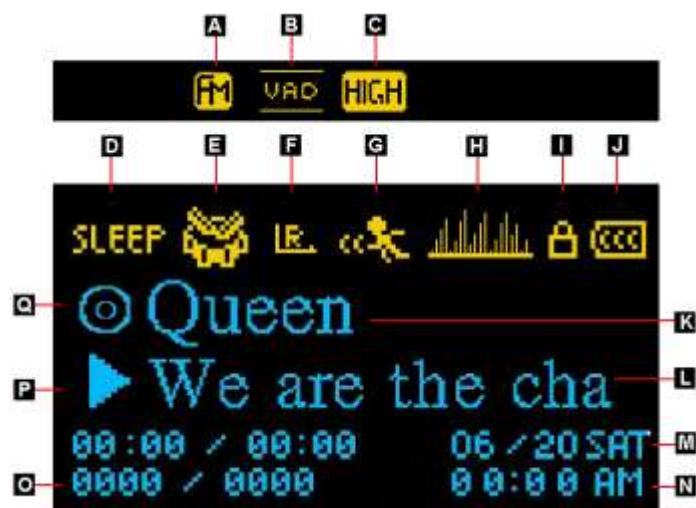 A B C
FM VAD HIGH
D E F G H I J
SLEEP LR
Q Queen K
P We are the cha L
00:00 / 00:00 06/20 SAT M
O 0000 / 0000 00:00 AM N